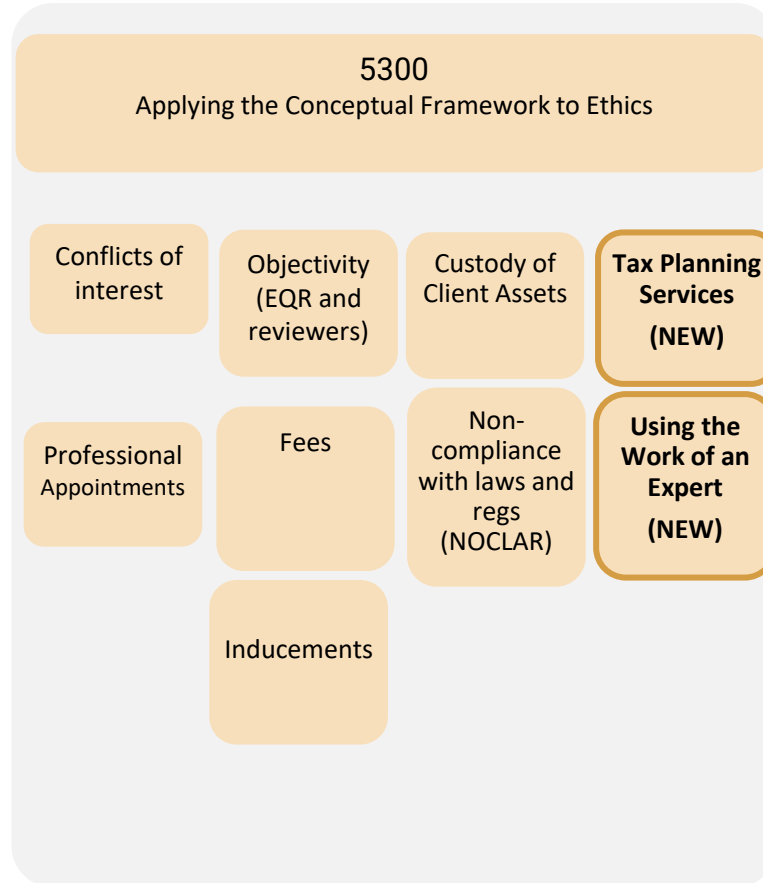 5300
Applying the Conceptual Framework to Ethics
Conflicts of
interest
Objectivity
(EQR and
reviewers)
Custody of
Client Assets
Tax Planning
Services
(NEW)
Professional
Appointments
Fees
Non-
compliance
with laws and
regs
(NOCLAR)
Using the
Work of an
Expert
(NEW)
Inducements